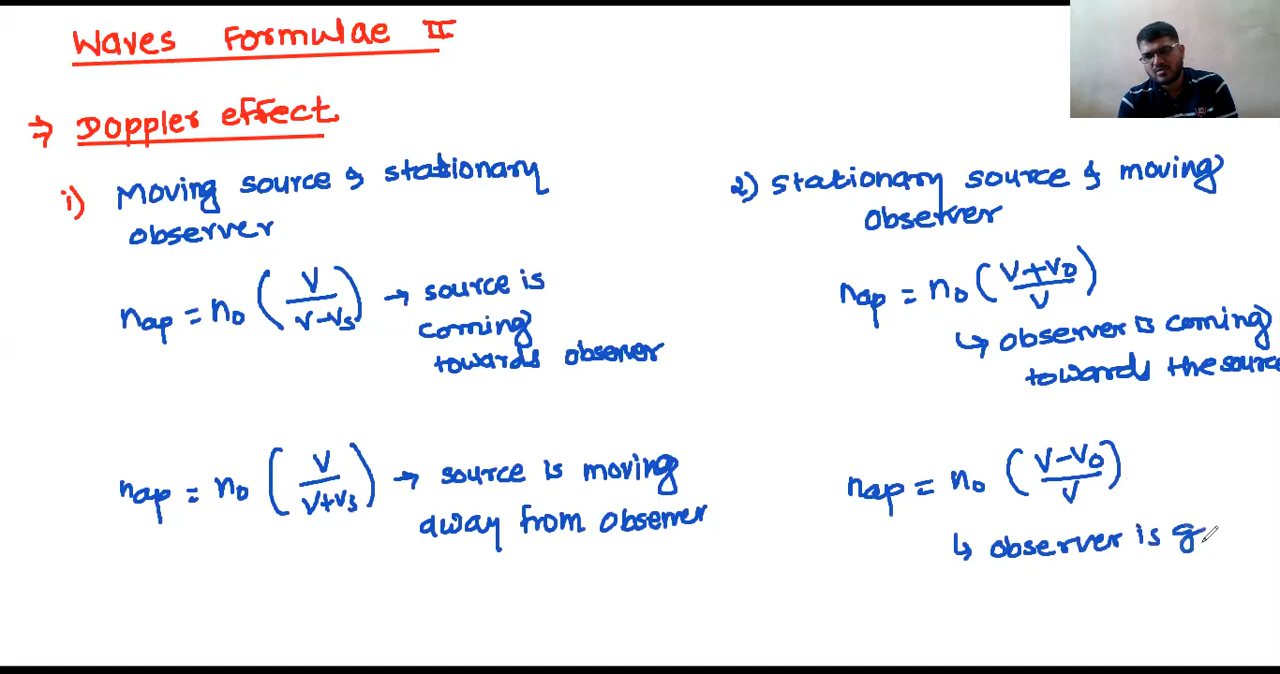 Waves Formulae II
⇒ Doppler effect
i) Moving source & stationary
observer
nap = n₀ (V / V-Vs) → source is
coming
towards observer
nap = n₀ (V / V+Vs) → source is moving
away from observer
2) stationary source & moving
observer
nap = n₀ (V+V₀ / V)
↳ observer is coming
towards the source
nap = n₀ (V-V₀ / V)
↳ observer is g